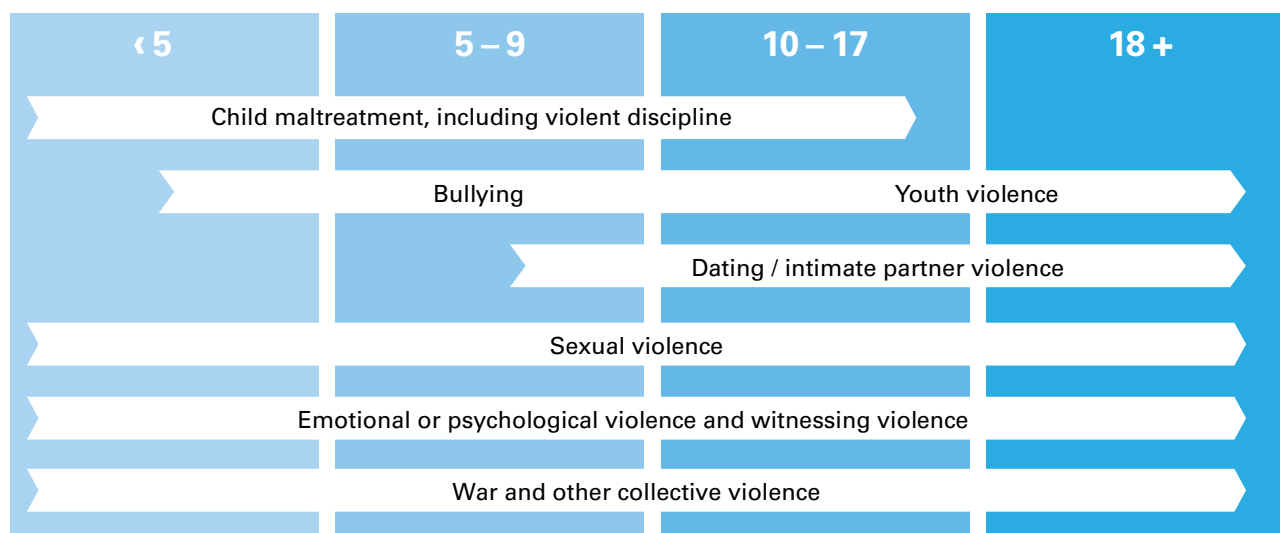 ‹ 5
5 – 9
10 – 17
18 +
Child maltreatment, including violent discipline
Bullying
Youth violence
Dating / intimate partner violence
Sexual violence
Emotional or psychological violence and witnessing violence
War and other collective violence